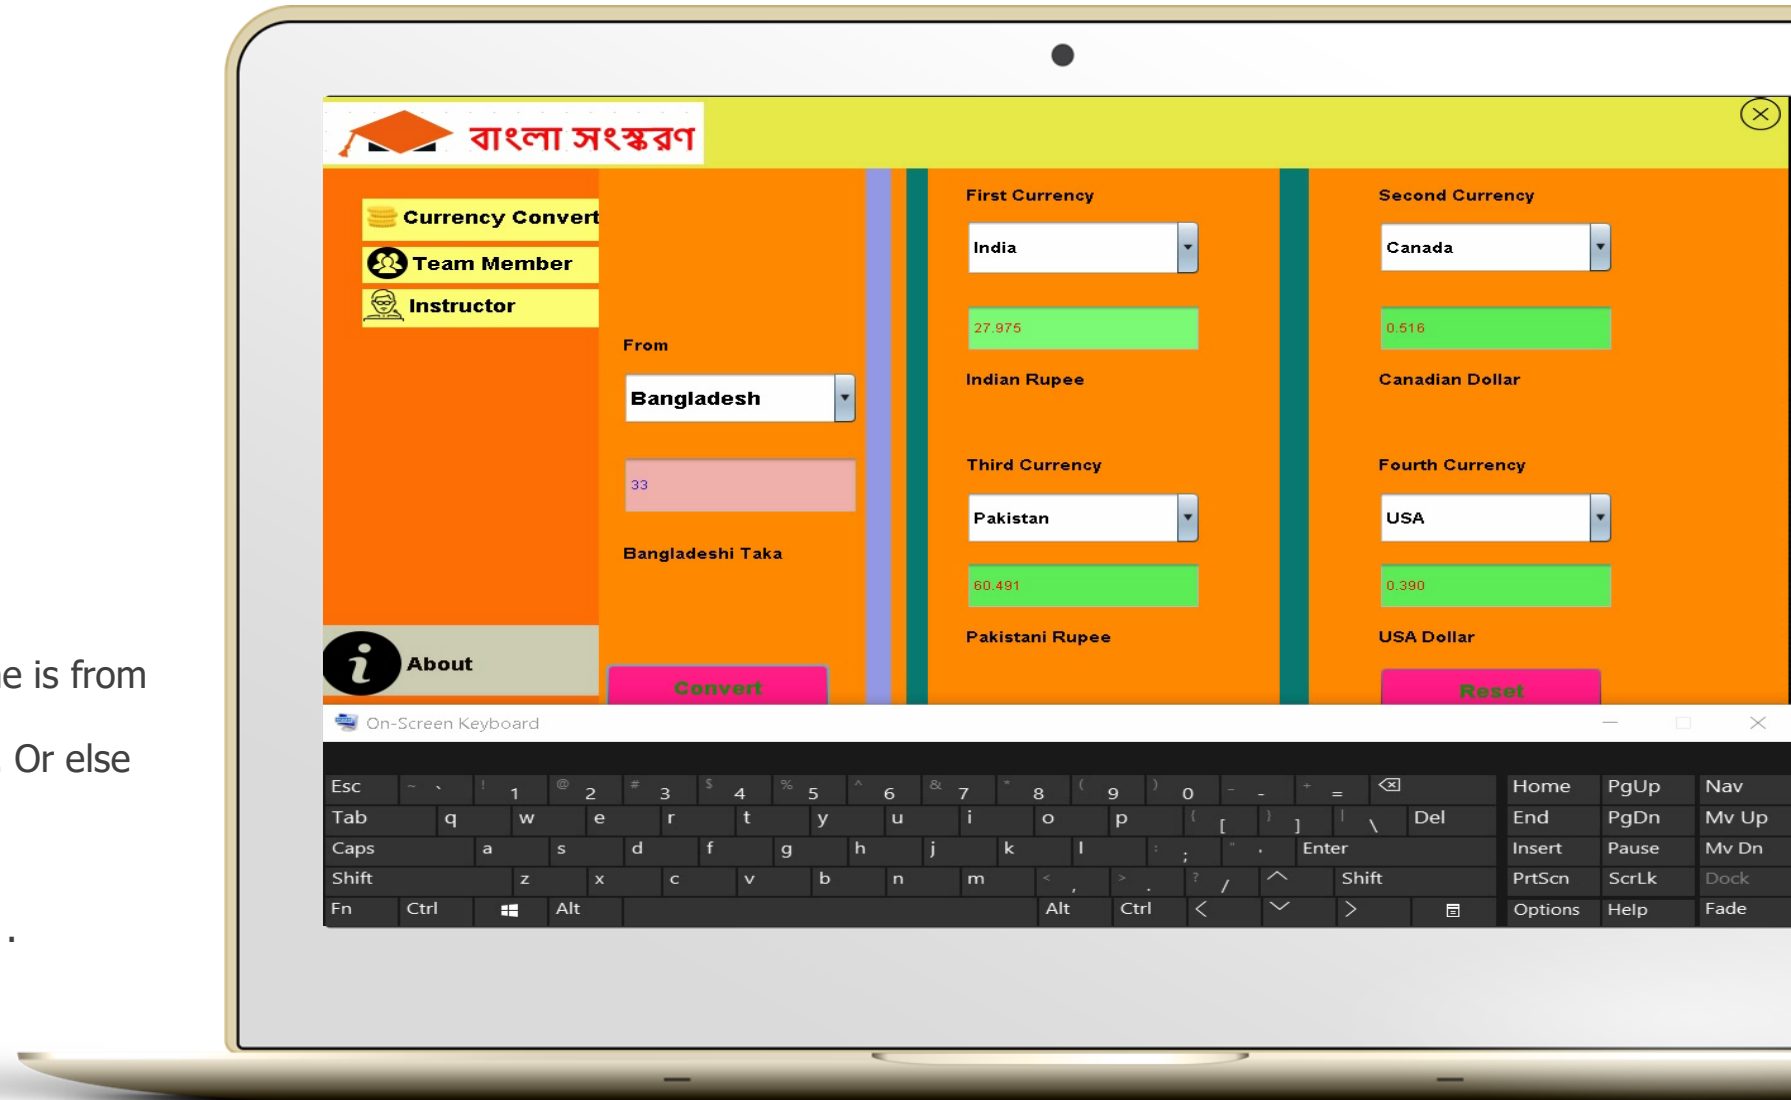 বাংলা সংস্করণ
Currency Convert
Team Member
Instructor
About
From
Bangladesh
33
Bangladeshi Taka
Convert
First Currency
India
27.975
Indian Rupee
Second Currency
Canada
0.516
Canadian Dollar
Third Currency
Pakistan
60.491
Pakistani Rupee
Fourth Currency
USA
0.390
USA Dollar
Reset
is from
. Or else
.
On-Screen Keyboard
Esc ~ ` ! 1 @ 2 # 3 $ 4 % 5 ^ 6 & 7 * 8 ( 9 ) 0 _ - + = Home PgUp Nav
Tab q w e r t y u i o p { [ } ] | \ Del End PgDn Mv Up
Caps a s d f g h j k l : ; " ' Enter Insert Pause Mv Dn
Shift z x c v b n m < , > . ? / Shift PrtScn ScrLk Dock
Fn Ctrl Alt Alt Ctrl Options Help Fade